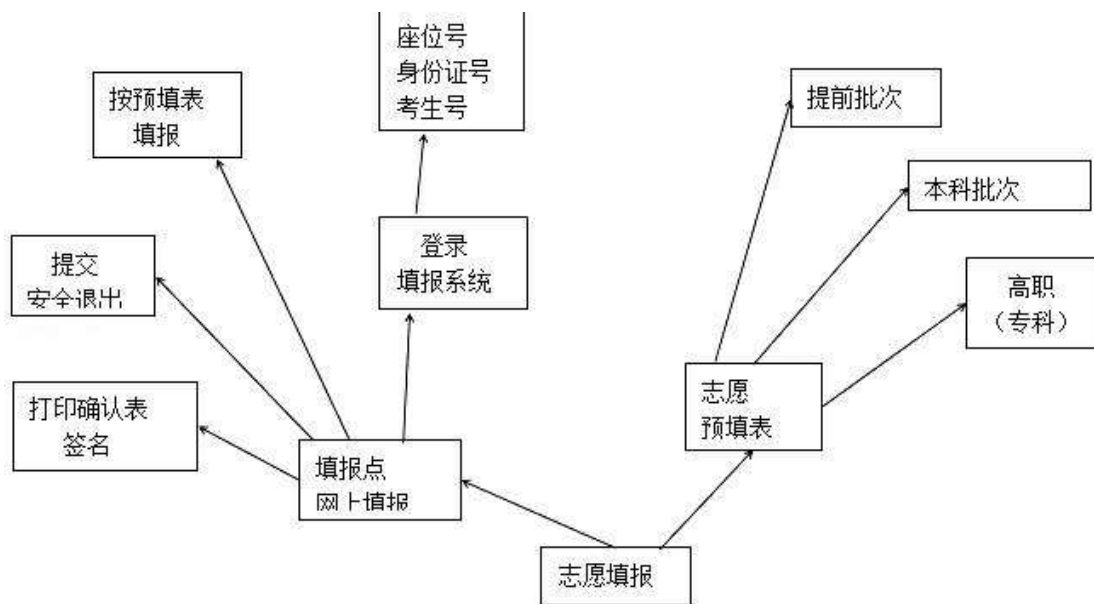 座位号
身份证号
考生号
按预填表
填报
提前批次
本科批次
登录
填报系统
提交
安全退出
高职
（专科）
志愿
预填表
打印确认表
签名
填报点
网上填报
志愿填报